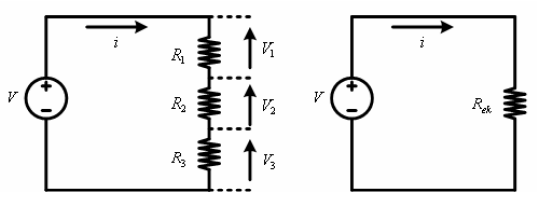 i
V₁
R₁
V
R₂
V₂
R₃
V₃
i
V
Rₑₖ